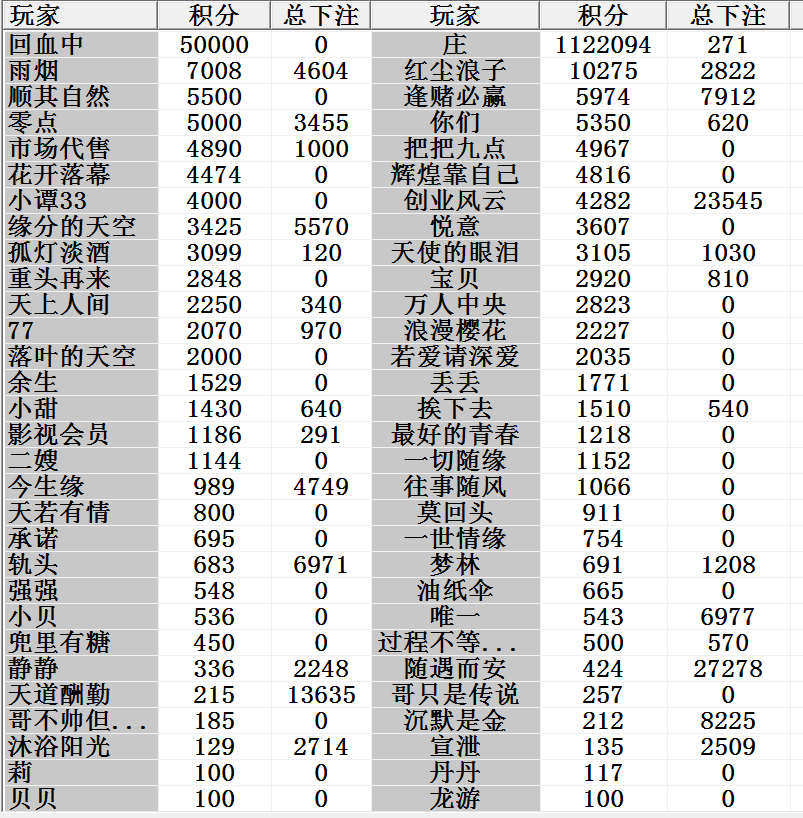 玩家 积分 总下注 玩家 积分 总下注
回血中 50000 0 庄 1122094 271
雨烟 7008 4604 红尘浪子 10275 2822
顺其自然 5500 0 逢赌必赢 5974 7912
零点 5000 3455 你们 5350 620
市场代售 4890 1000 把把九点 4967 0
花开落幕 4474 0 辉煌靠自己 4816 0
小谭33 4000 0 创业风云 4282 23545
缘分的天空 3425 5570 悦意 3607 0
孤灯淡酒 3099 120 天使的眼泪 3105 1030
重头再来 2848 0 宝贝 2920 810
天上人间 2250 340 万人中央 2823 0
77 2070 970 浪漫樱花 2227 0
落叶的天空 2000 0 若爱请深爱 2035 0
余生 1529 0 丢丢 1771 0
小甜 1430 640 挨下去 1510 540
影视会员 1186 291 最好的青春 1218 0
二嫂 1144 0 一切随缘 1152 0
今生缘 989 4749 往事随风 1066 0
天若有情 800 0 莫回头 911 0
承诺 695 0 一世情缘 754 0
轨头 683 6971 梦林 691 1208
强强 548 0 油纸伞 665 0
小贝 536 0 唯一 543 6977
兜里有糖 450 0 过程不等... 500 570
静静 336 2248 随遇而安 424 27278
天道酬勤 215 13635 哥只是传说 257 0
哥不帅但... 185 0 沉默是金 212 8225
沐浴阳光 129 2714 宣泄 135 2509
莉 100 0 丹丹 117 0
贝贝 100 0 龙游 100 0